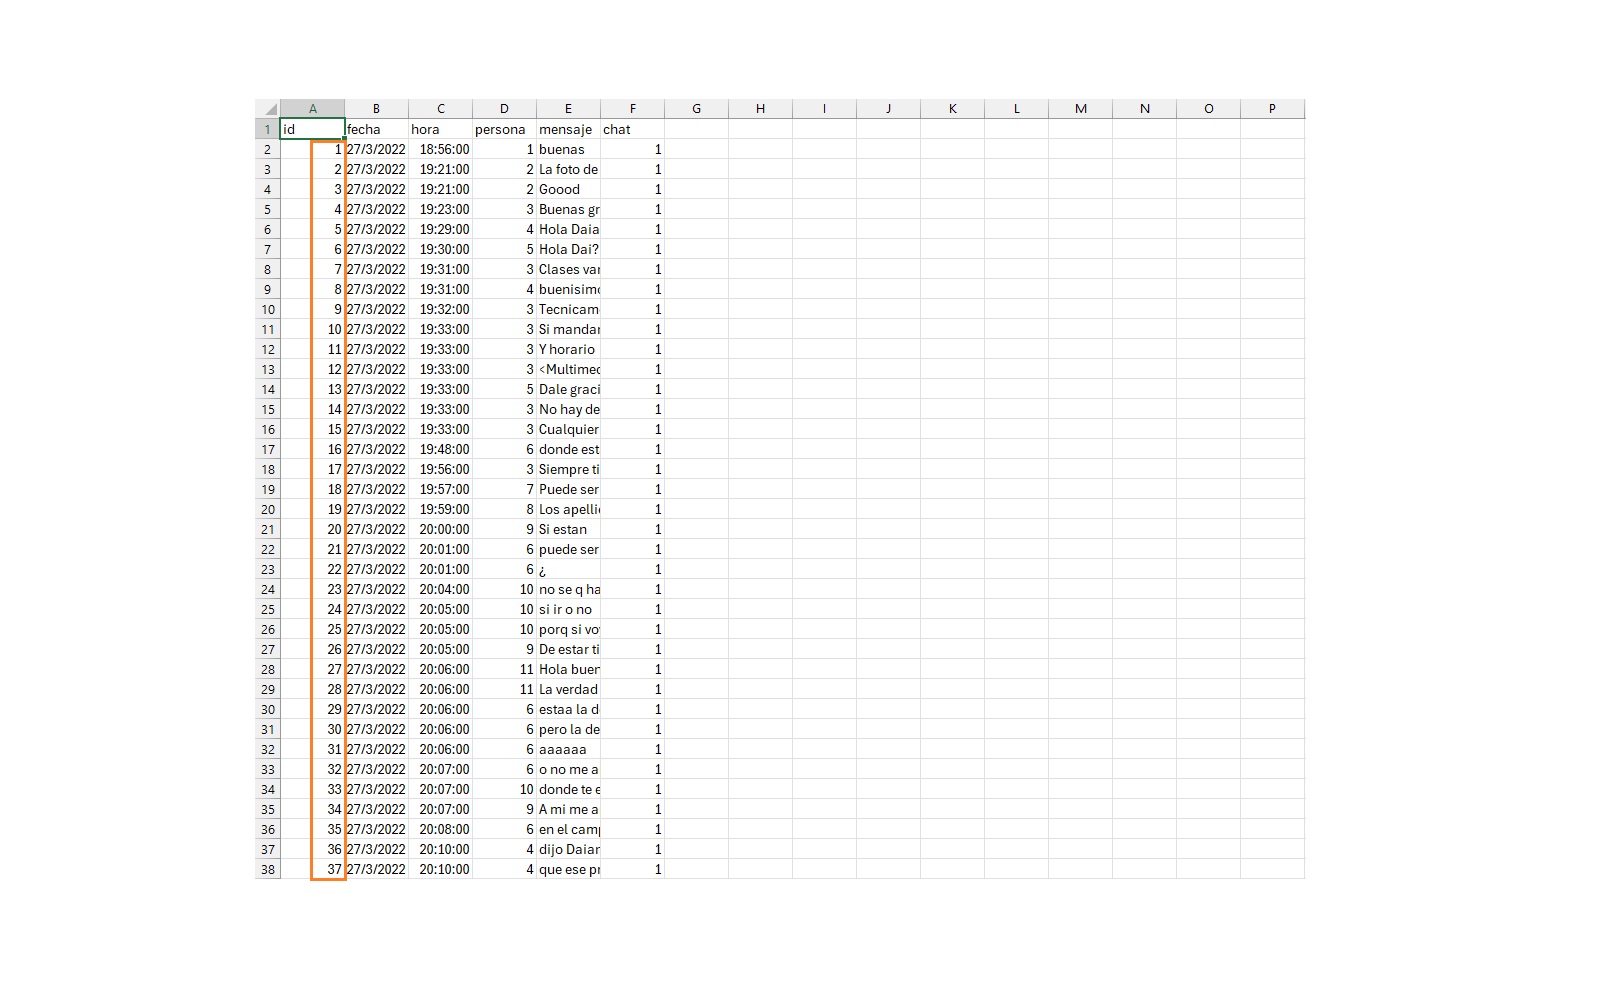 A B C D E F G H I J K L M N O P
1 id fecha hora persona mensaje chat
2 1 27/3/2022 18:56:00 1 buenas 1
3 2 27/3/2022 19:21:00 2 La foto de 1
4 3 27/3/2022 19:21:00 2 Goood 1
5 4 27/3/2022 19:23:00 3 Buenas gr 1
6 5 27/3/2022 19:29:00 4 Hola Daia 1
7 6 27/3/2022 19:30:00 5 Hola Dai? 1
8 7 27/3/2022 19:31:00 3 Clases var 1
9 8 27/3/2022 19:31:00 4 buenisimo 1
10 9 27/3/2022 19:32:00 3 Tecnicam 1
11 10 27/3/2022 19:33:00 3 Si mandar 1
12 11 27/3/2022 19:33:00 3 Y horario 1
13 12 27/3/2022 19:33:00 3 <Multimed 1
14 13 27/3/2022 19:33:00 5 Dale graci 1
15 14 27/3/2022 19:33:00 3 No hay de 1
16 15 27/3/2022 19:33:00 3 Cualquier 1
17 16 27/3/2022 19:48:00 6 donde est 1
18 17 27/3/2022 19:56:00 3 Siempre ti 1
19 18 27/3/2022 19:57:00 7 Puede ser 1
20 19 27/3/2022 19:59:00 8 Los apelli 1
21 20 27/3/2022 20:00:00 9 Si estan 1
22 21 27/3/2022 20:01:00 6 puede ser 1
23 22 27/3/2022 20:01:00 6 ¿ 1
24 23 27/3/2022 20:04:00 10 no se q ha 1
25 24 27/3/2022 20:05:00 10 si ir o no 1
26 25 27/3/2022 20:05:00 10 porq si voy 1
27 26 27/3/2022 20:05:00 9 De estar ti 1
28 27 27/3/2022 20:06:00 11 Hola buen 1
29 28 27/3/2022 20:06:00 11 La verdad 1
30 29 27/3/2022 20:06:00 6 estaa la d 1
31 30 27/3/2022 20:06:00 6 pero la de 1
32 31 27/3/2022 20:06:00 6 aaaaaa 1
33 32 27/3/2022 20:07:00 6 o no me a 1
34 33 27/3/2022 20:07:00 10 donde te e 1
35 34 27/3/2022 20:07:00 9 A mi me a 1
36 35 27/3/2022 20:08:00 6 en el camp 1
37 36 27/3/2022 20:10:00 4 dijo Daian 1
38 37 27/3/2022 20:10:00 4 que ese pr 1